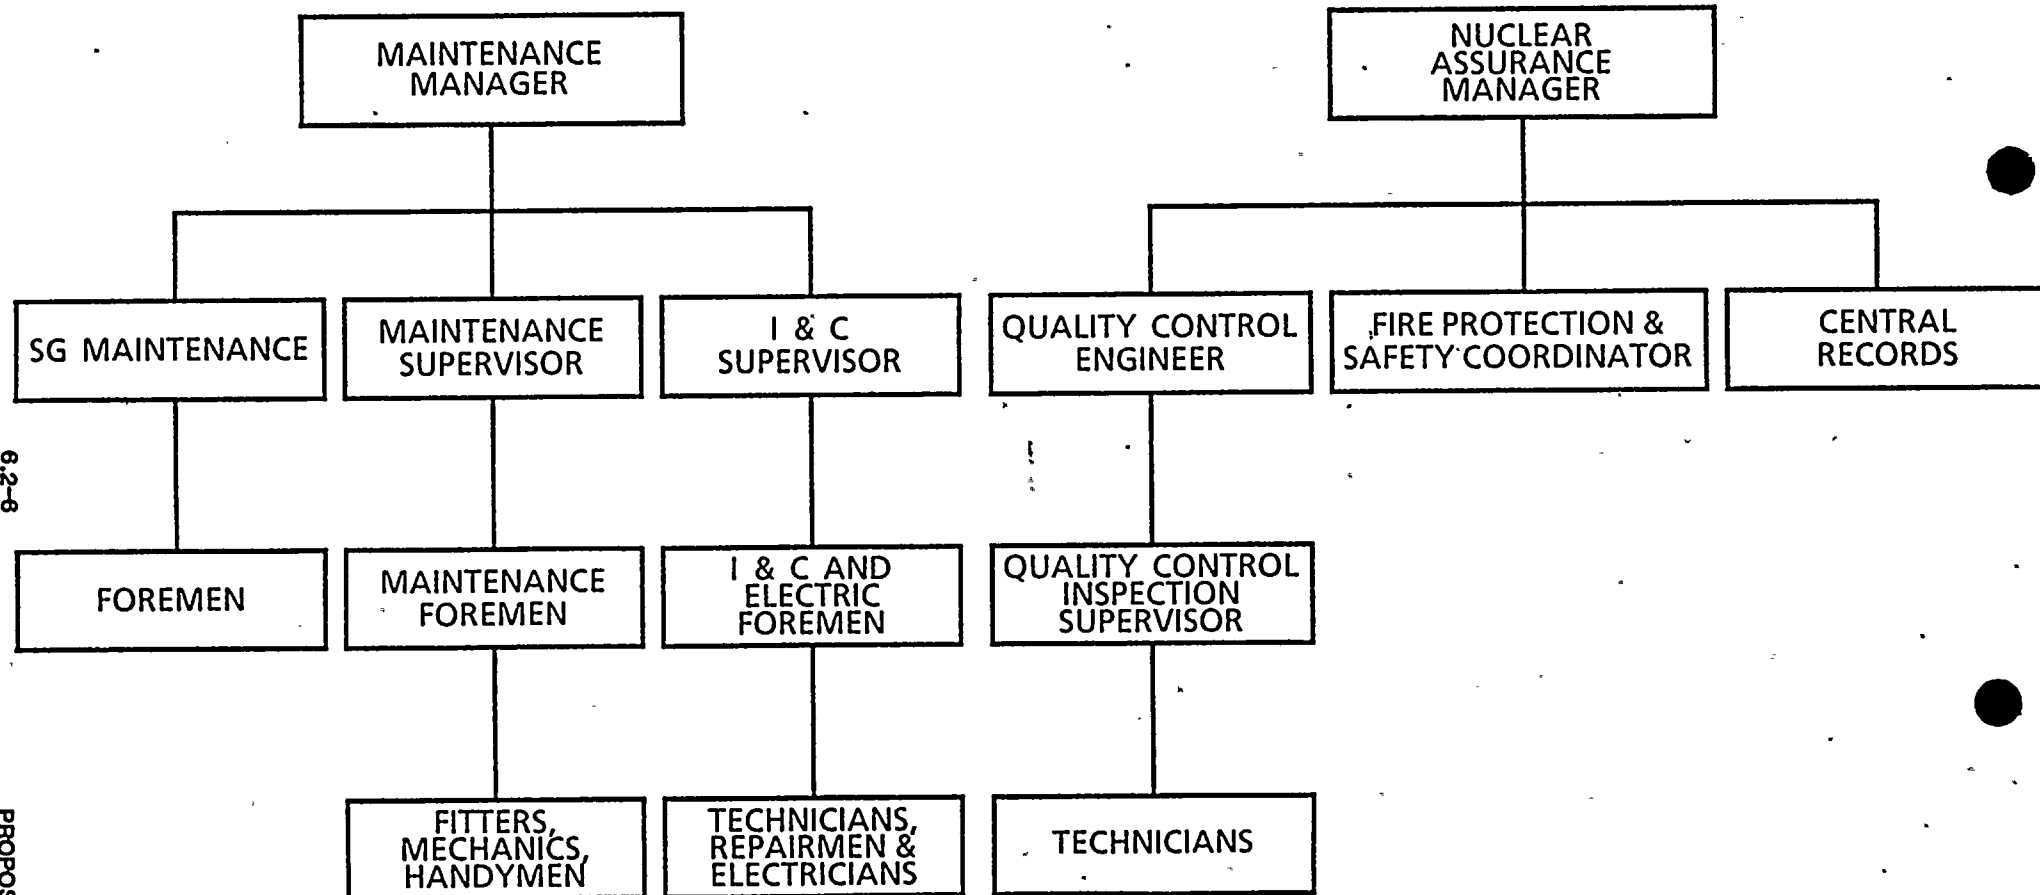 MAINTENANCE
MANAGER
NUCLEAR
ASSURANCE
MANAGER
SG MAINTENANCE
MAINTENANCE
SUPERVISOR
I & C
SUPERVISOR
QUALITY CONTROL
ENGINEER
FIRE PROTECTION &
SAFETY COORDINATOR
CENTRAL
RECORDS
FOREMEN
MAINTENANCE
FOREMEN
I & C AND
ELECTRIC
FOREMEN
QUALITY CONTROL
INSPECTION
SUPERVISOR
FITTERS,
MECHANICS,
HANDYMEN
TECHNICIANS,
REPAIRMEN &
ELECTRICIANS
TECHNICIANS
6.2-6
PROPOS